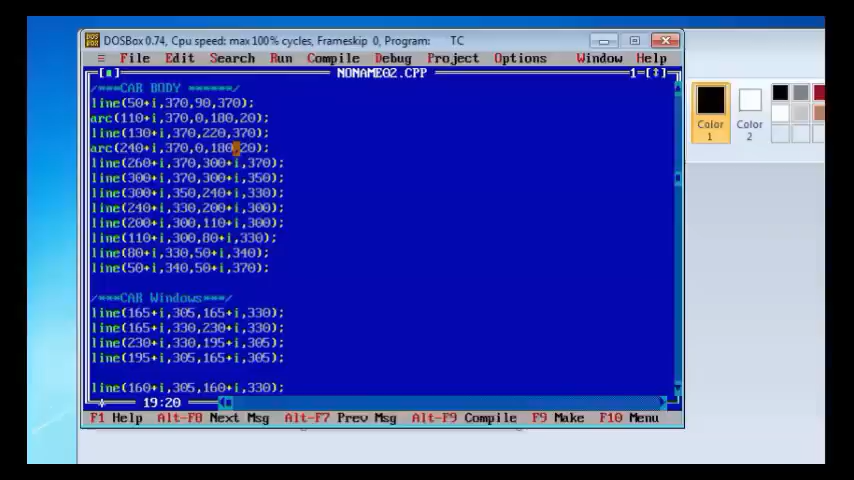 DOSBox 0.74, Cpu speed: max 100% cycles, Frameskip 0, Program: TC
≡ File Edit Search Run Compile Debug Project Options Window Help
NONAME02.CPP 1=[↕]
/***CAR BODY ******/
line(50+i,370,90,370);
arc(110+i,370,0,180,20);
line(130+i,370,220,370);
arc(240+i,370,0,180,20);
line(260+i,370,300+i,370);
line(300+i,370,300+i,350);
line(300+i,350,240+i,330);
line(240+i,330,200+i,300);
line(200+i,300,110+i,300);
line(110+i,300,80+i,330);
line(80+i,330,50+i,340);
line(50+i,340,50+i,370);
/***CAR Windows***/
line(165+i,305,165+i,330);
line(165+i,330,230+i,330);
line(230+i,330,195+i,305);
line(195+i,305,165+i,305);
line(160+i,305,160+i,330);
19:20
F1 Help Alt-F8 Next Msg Alt-F7 Prev Msg Alt-F9 Compile F9 Make F10 Menu
Color 1
Color 2